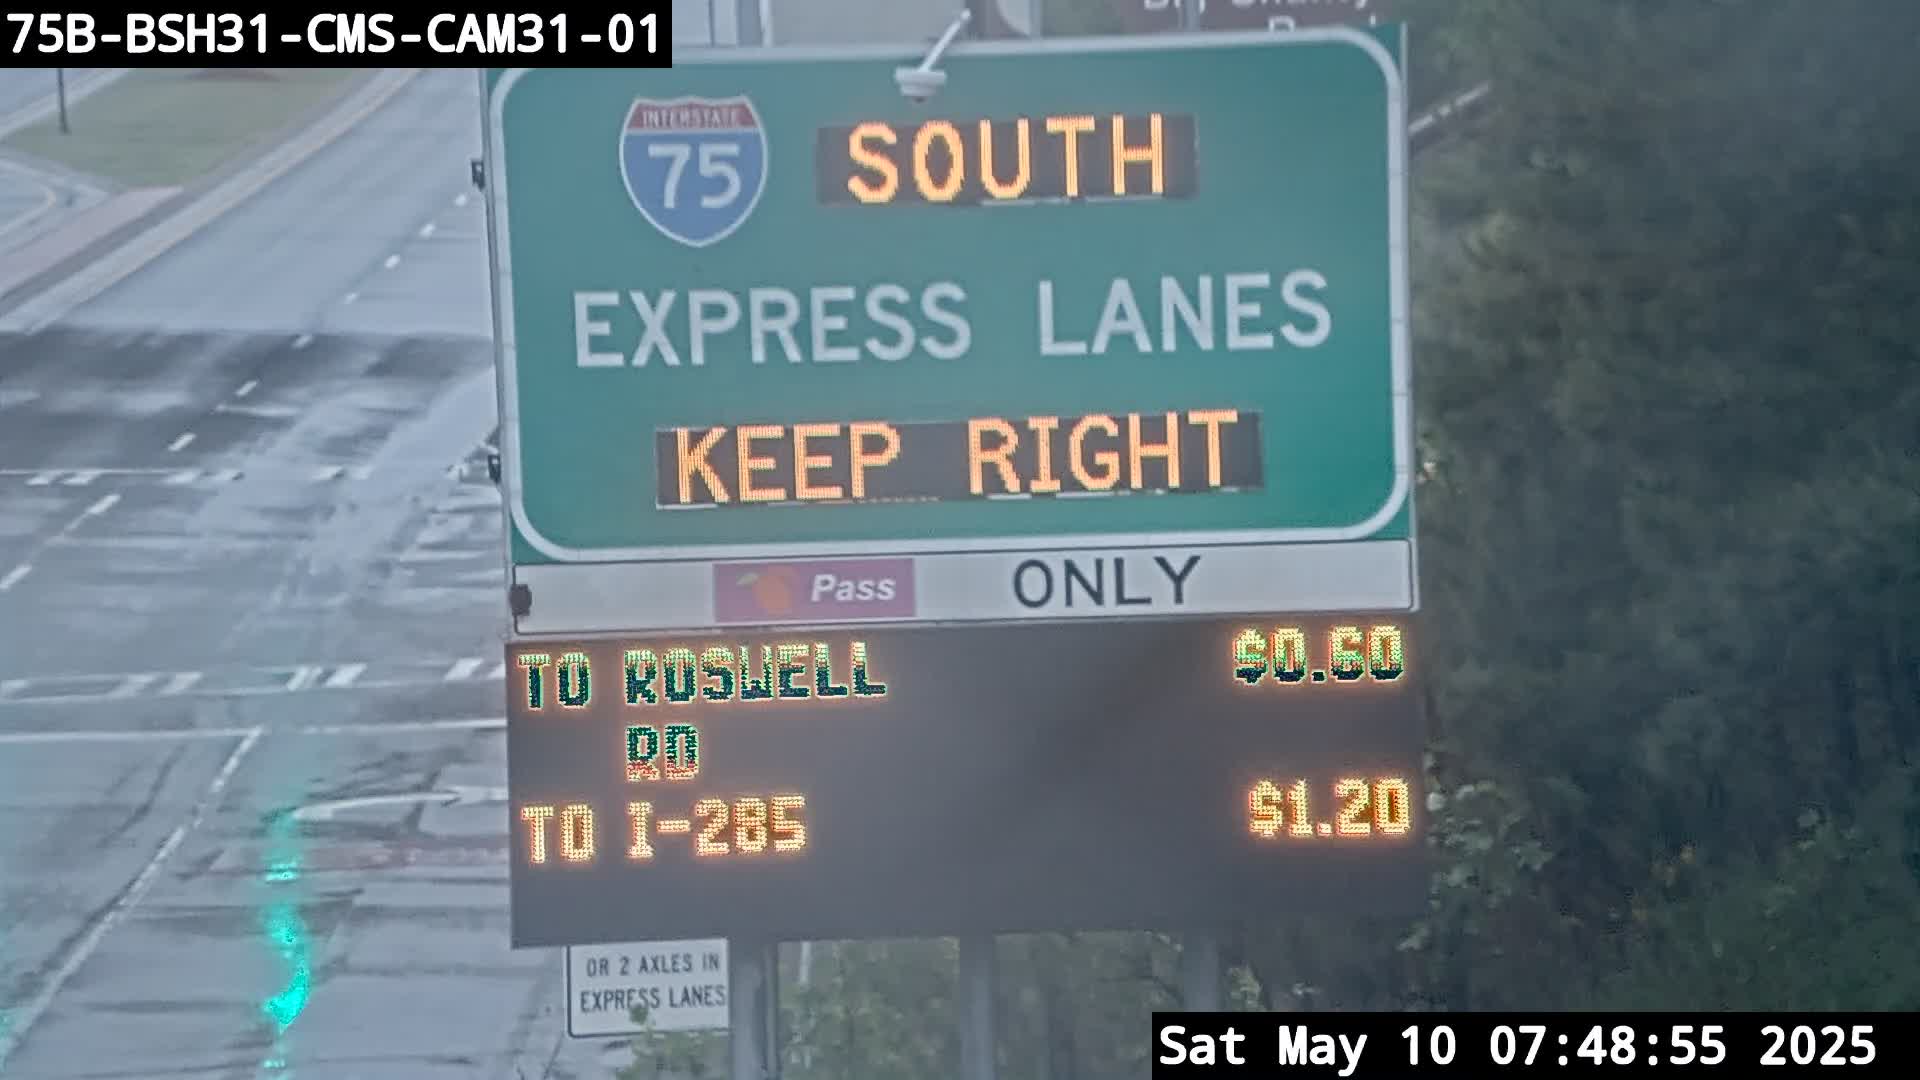 75B-BSH31-CMS-CAM31-01
INTERSTATE
75
SOUTH
EXPRESS LANES
KEEP RIGHT
Pass ONLY
TO ROSWELL $0.60
RD
TO I-285 $1.20
OR 2 AXLES IN
EXPRESS LANES
Sat May 10 07:48:55 2025